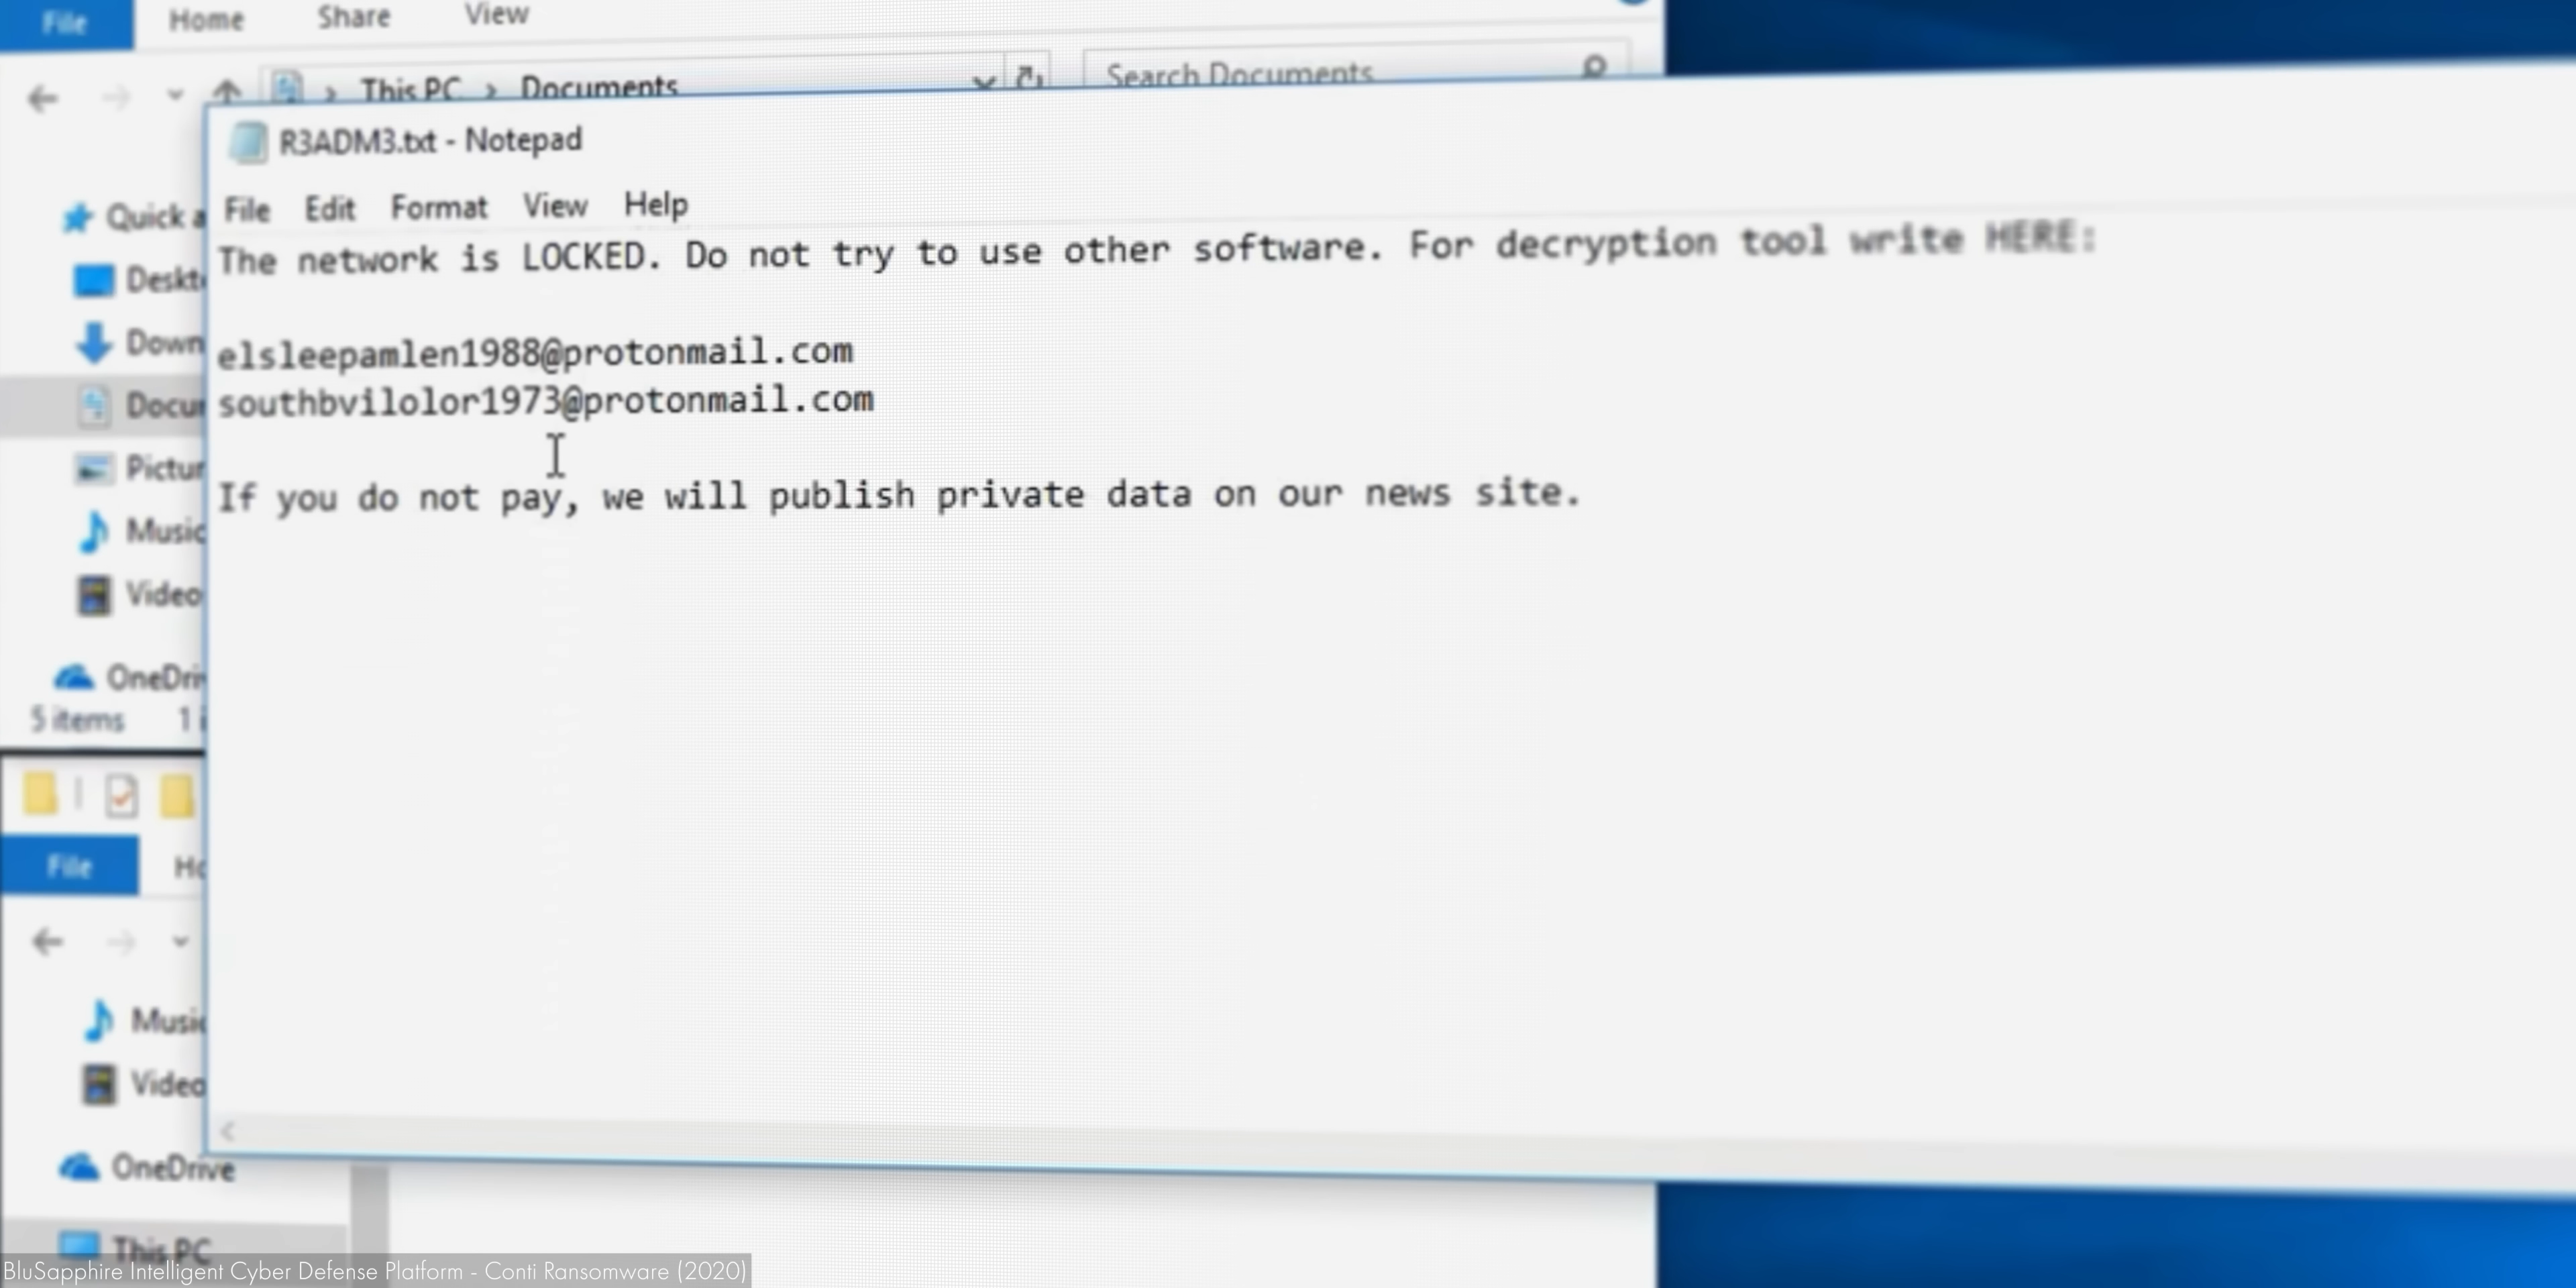 File Home Share View
This PC › Documents
Search Documents
R3ADM3.txt - Notepad
File Edit Format View Help
The network is LOCKED. Do not try to use other software. For decryption tool write HERE:
elsleepamlen1988@protonmail.com
southbvilolor1973@protonmail.com
If you do not pay, we will publish private data on our news site.
Quick a
Deskt
Down
Docu
Pictur
Music
Video
OneDri
5 items 1
File Ho
Music
Video
OneDrive
This PC
BluSapphire Intelligent Cyber Defense Platform - Conti Ransomware (2020)